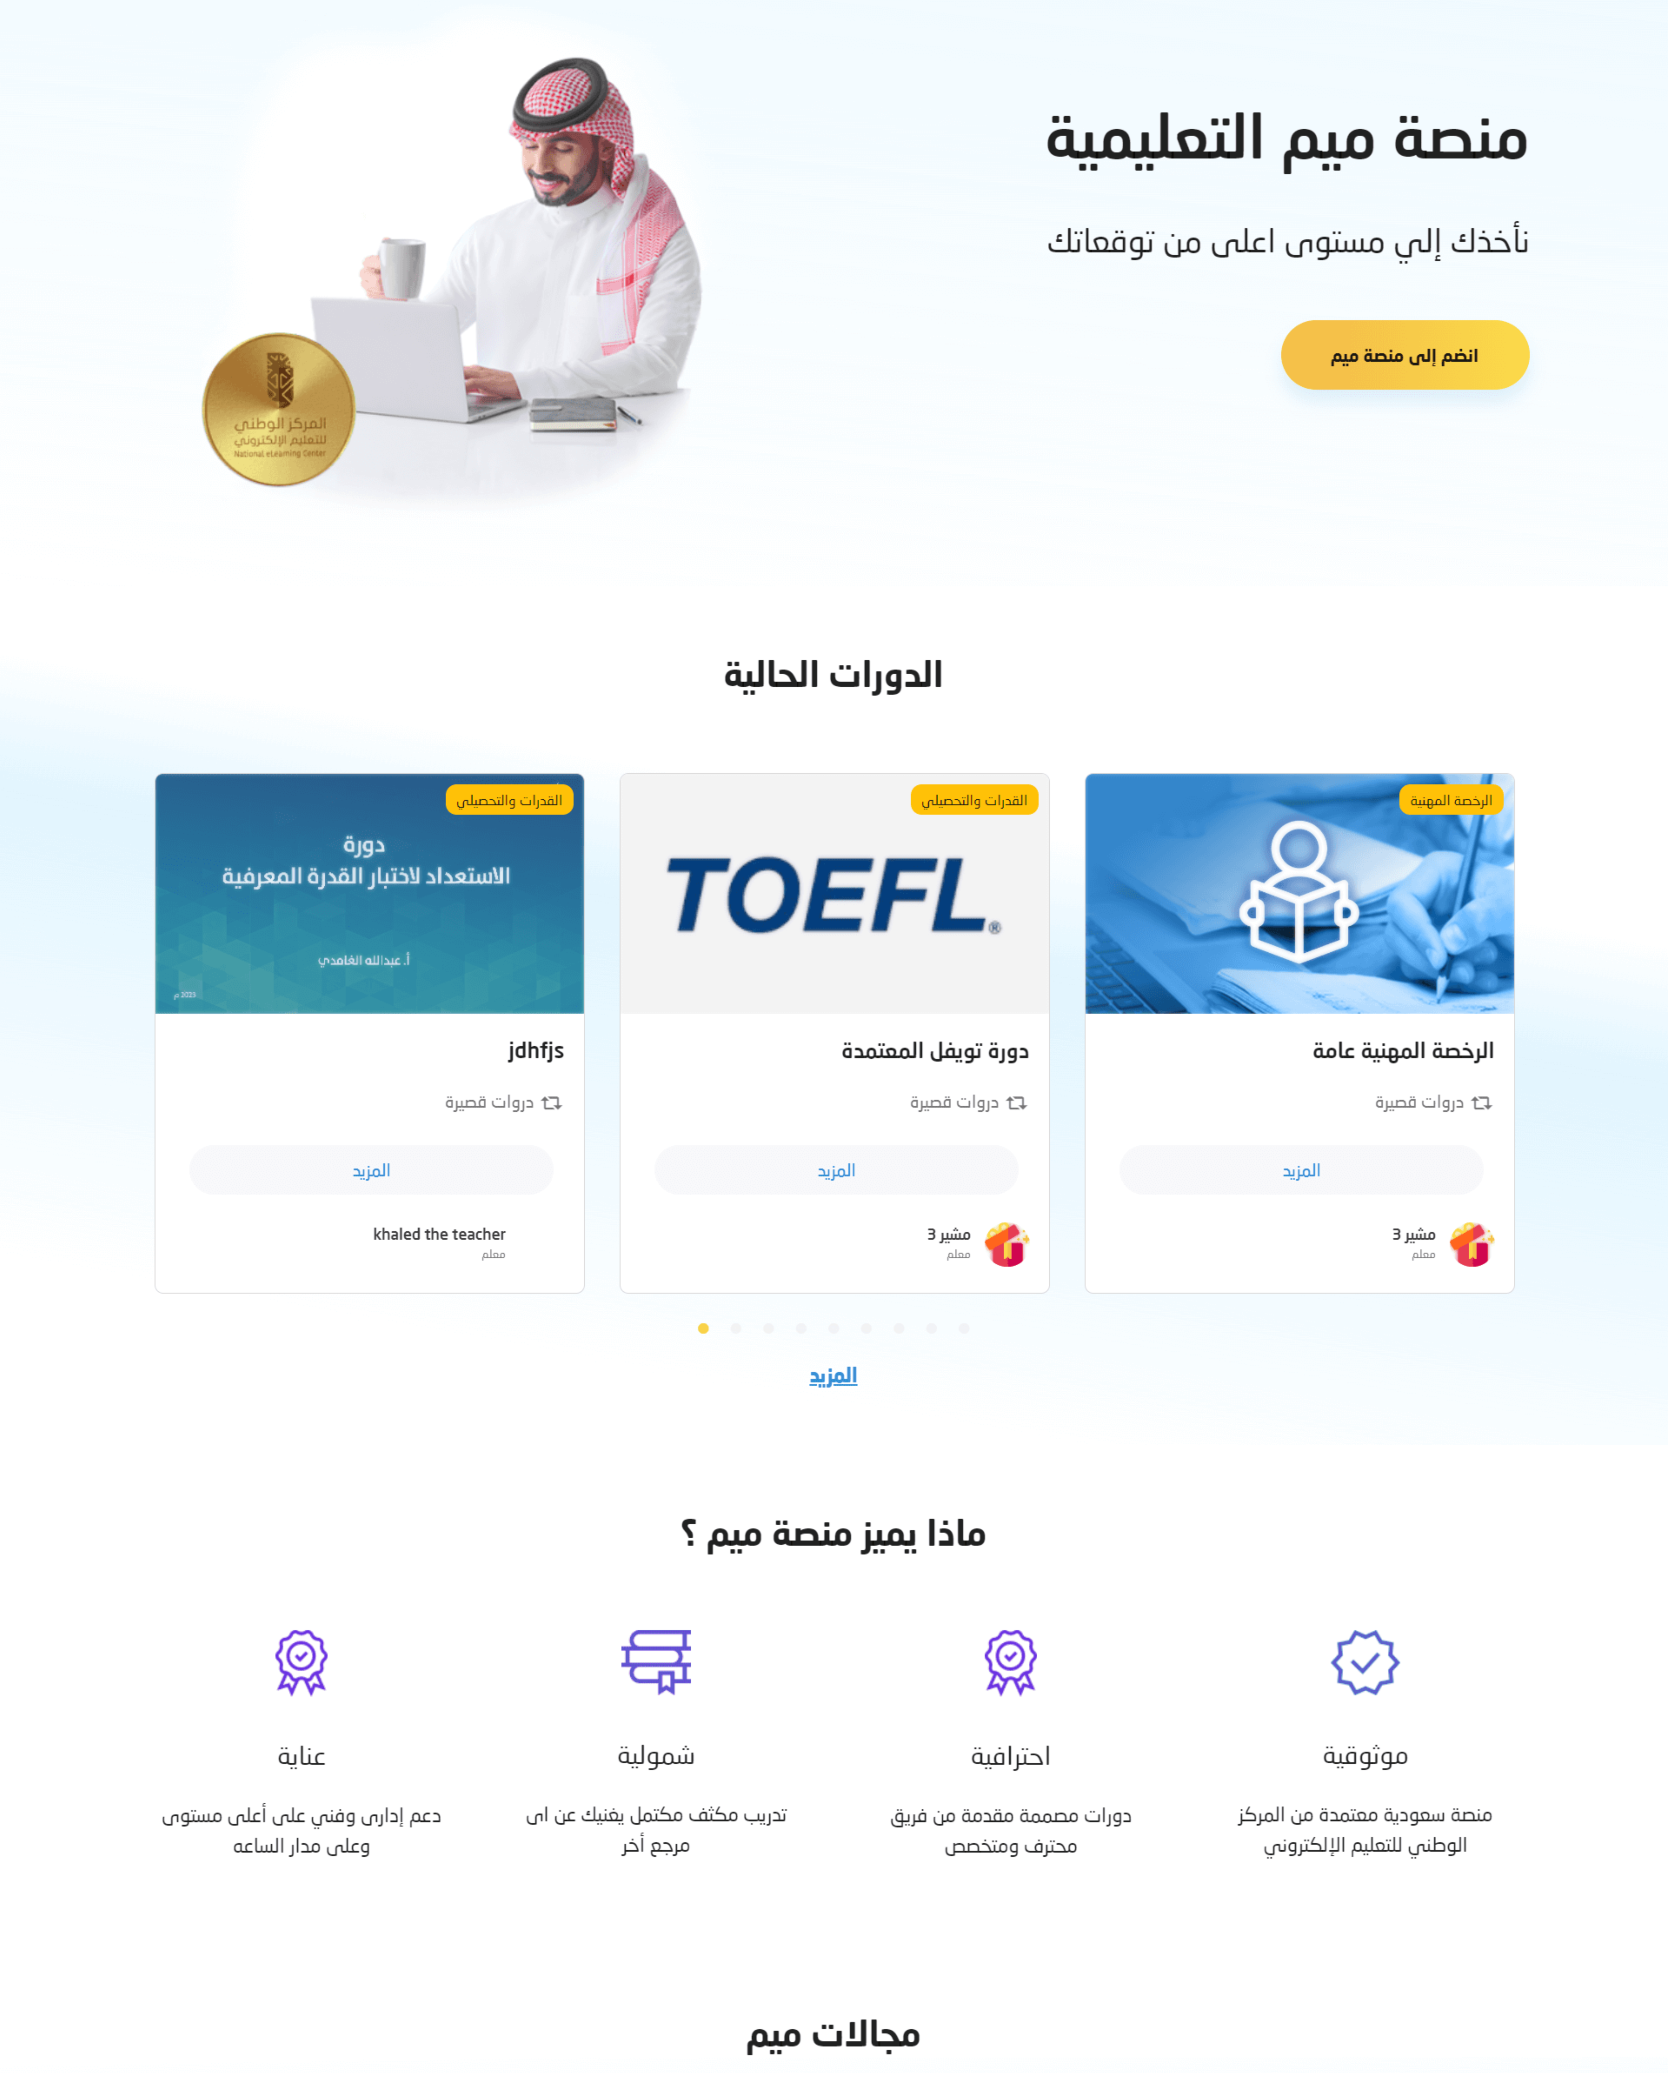 منصة ميم التعليمية
نأخذك إلي مستوى اعلى من توقعاتك
انضم إلى منصة ميم
المركز الوطني
للتعليم الإلكتروني
National eLearning Center
الدورات الحالية
الرخصة المهنية
الرخصة المهنية عامة
دروات قصيرة
المزيد
مشير 3
معلم
القدرات والتحصيلي
TOEFL®
دورة تويفل المعتمدة
دروات قصيرة
المزيد
مشير 3
معلم
القدرات والتحصيلي
دورة
الاستعداد لاختبار القدرة المعرفية
أ. عبدالله الغامدي
2023 م
jdhfjs
دروات قصيرة
المزيد
khaled the teacher
معلم
المزيد
ماذا يميز منصة ميم ؟
موثوقية
منصة سعودية معتمدة من المركز
الوطني للتعليم الإلكتروني
احترافية
دورات مصممة مقدمة من فريق
محترف ومتخصص
شمولية
تدريب مكثف مكتمل يغنيك عن اى
مرجع أخر
عناية
دعم إدارى وفني على أعلى مستوى
وعلى مدار الساعه
مجالات ميم